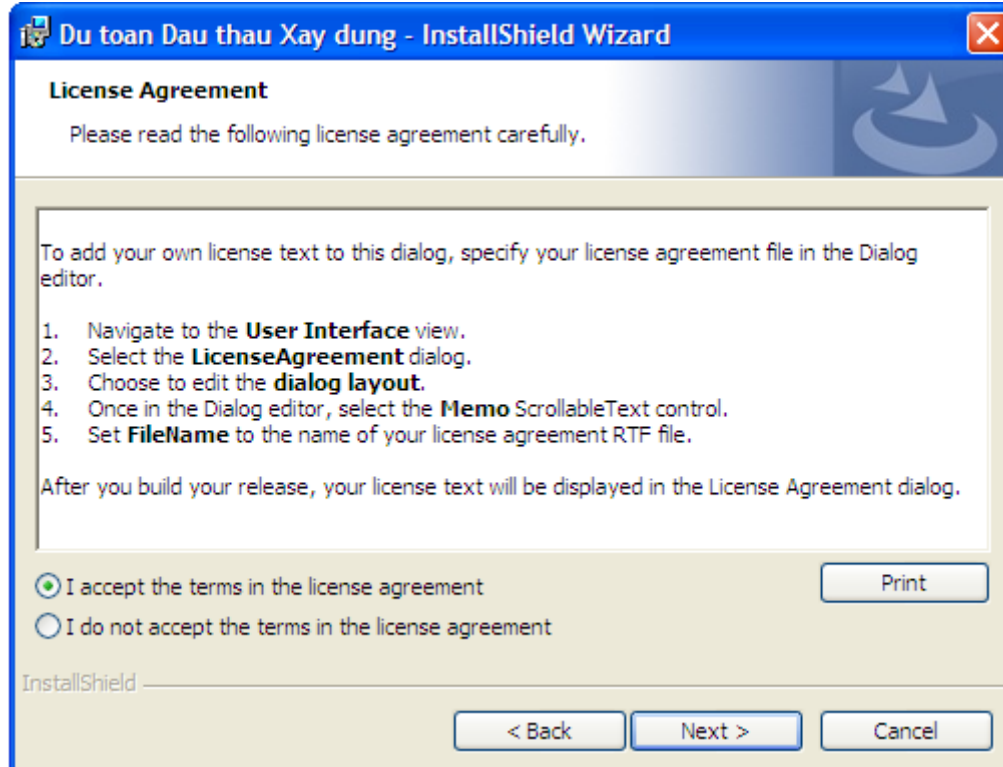 Du toan Dau thau Xay dung - InstallShield Wizard
License Agreement
Please read the following license agreement carefully.
To add your own license text to this dialog, specify your license agreement file in the Dialog
editor.
1. Navigate to the User Interface view.
2. Select the LicenseAgreement dialog.
3. Choose to edit the dialog layout.
4. Once in the Dialog editor, select the Memo ScrollableText control.
5. Set FileName to the name of your license agreement RTF file.
After you build your release, your license text will be displayed in the License Agreement dialog.
I accept the terms in the license agreement
Print
I do not accept the terms in the license agreement
InstallShield
< Back
Next >
Cancel